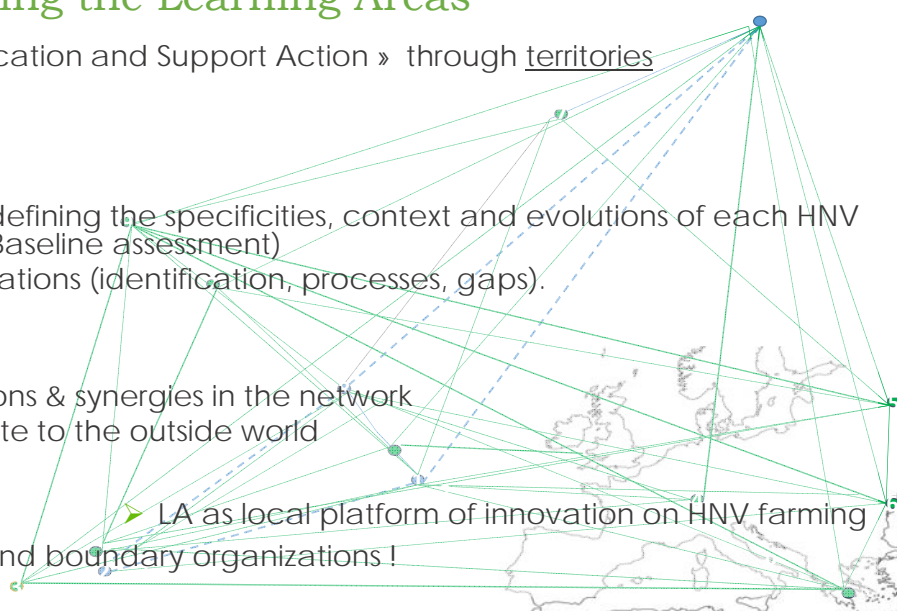 ing the Learning Areas
cation and Support Action » through territories
defining the specificities, context and evolutions of each HNV
Baseline assessment)
ations (identification, processes, gaps).
ons & synergies in the network
te to the outside world
➢ LA as local platform of innovation on HNV farming
nd boundary organizations !